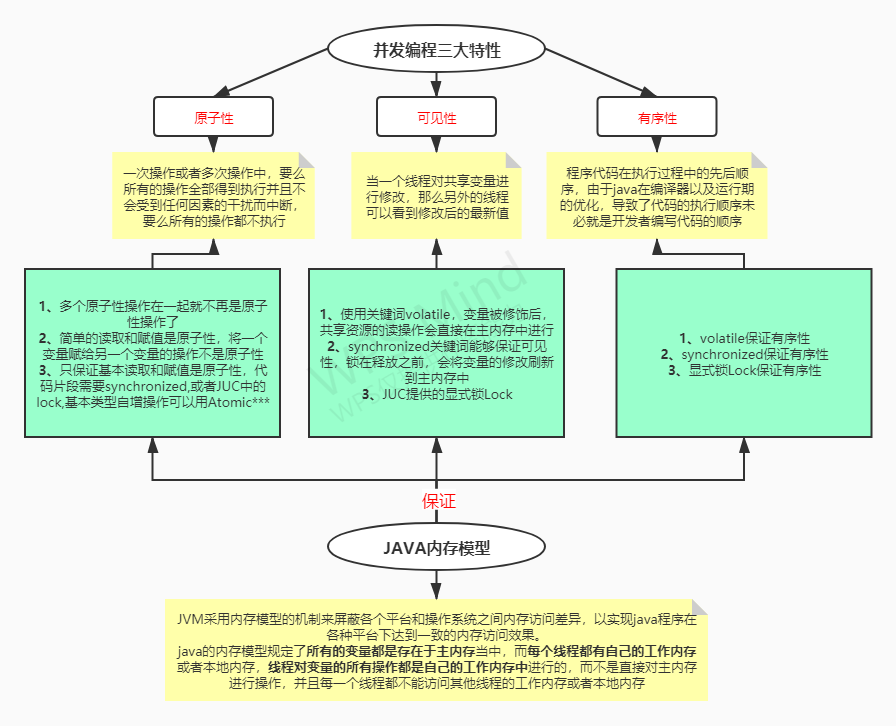 并发编程三大特性
原子性
可见性
有序性
一次操作或者多次操作中，要么
所有的操作全部得到执行并且不
会受到任何因素的干扰而中断，
要么所有的操作都不执行
当一个线程对共享变量进
行修改，那么另外的线程
可以看到修改后的最新值
程序代码在执行过程中的先后顺
序，由于java在编译器以及运行期
的优化，导致了代码的执行顺序未
必就是开发者编写代码的顺序
1、多个原子性操作在一起就不再是原子
性操作了
2、简单的读取和赋值是原子性，将一个
变量赋给另一个变量的操作不是原子性
3、只保证基本读取和赋值是原子性，代
码片段需要synchronized,或者JUC中的
lock,基本类型自增操作可以用Atomic***
1、使用关键词volatile，变量被修饰后，
共享资源的读操作会直接在主内存中进行
2、synchronized关键词能够保证可见
性，锁在释放之前，会将变量的修改刷新
到主内存中
3、JUC提供的显式锁Lock
1、volatile保证有序性
2、synchronized保证有序性
3、显式锁Lock保证有序性
保证
JAVA内存模型
JVM采用内存模型的机制来屏蔽各个平台和操作系统之间内存访问差异，以实现java程序在
各种平台下达到一致的内存访问效果。
java的内存模型规定了所有的变量都是存在于主内存当中，而每个线程都有自己的工作内存
或者本地内存，线程对变量的所有操作都是自己的工作内存中进行的，而不是直接对主内存
进行操作，并且每一个线程都不能访问其他线程的工作内存或者本地内存